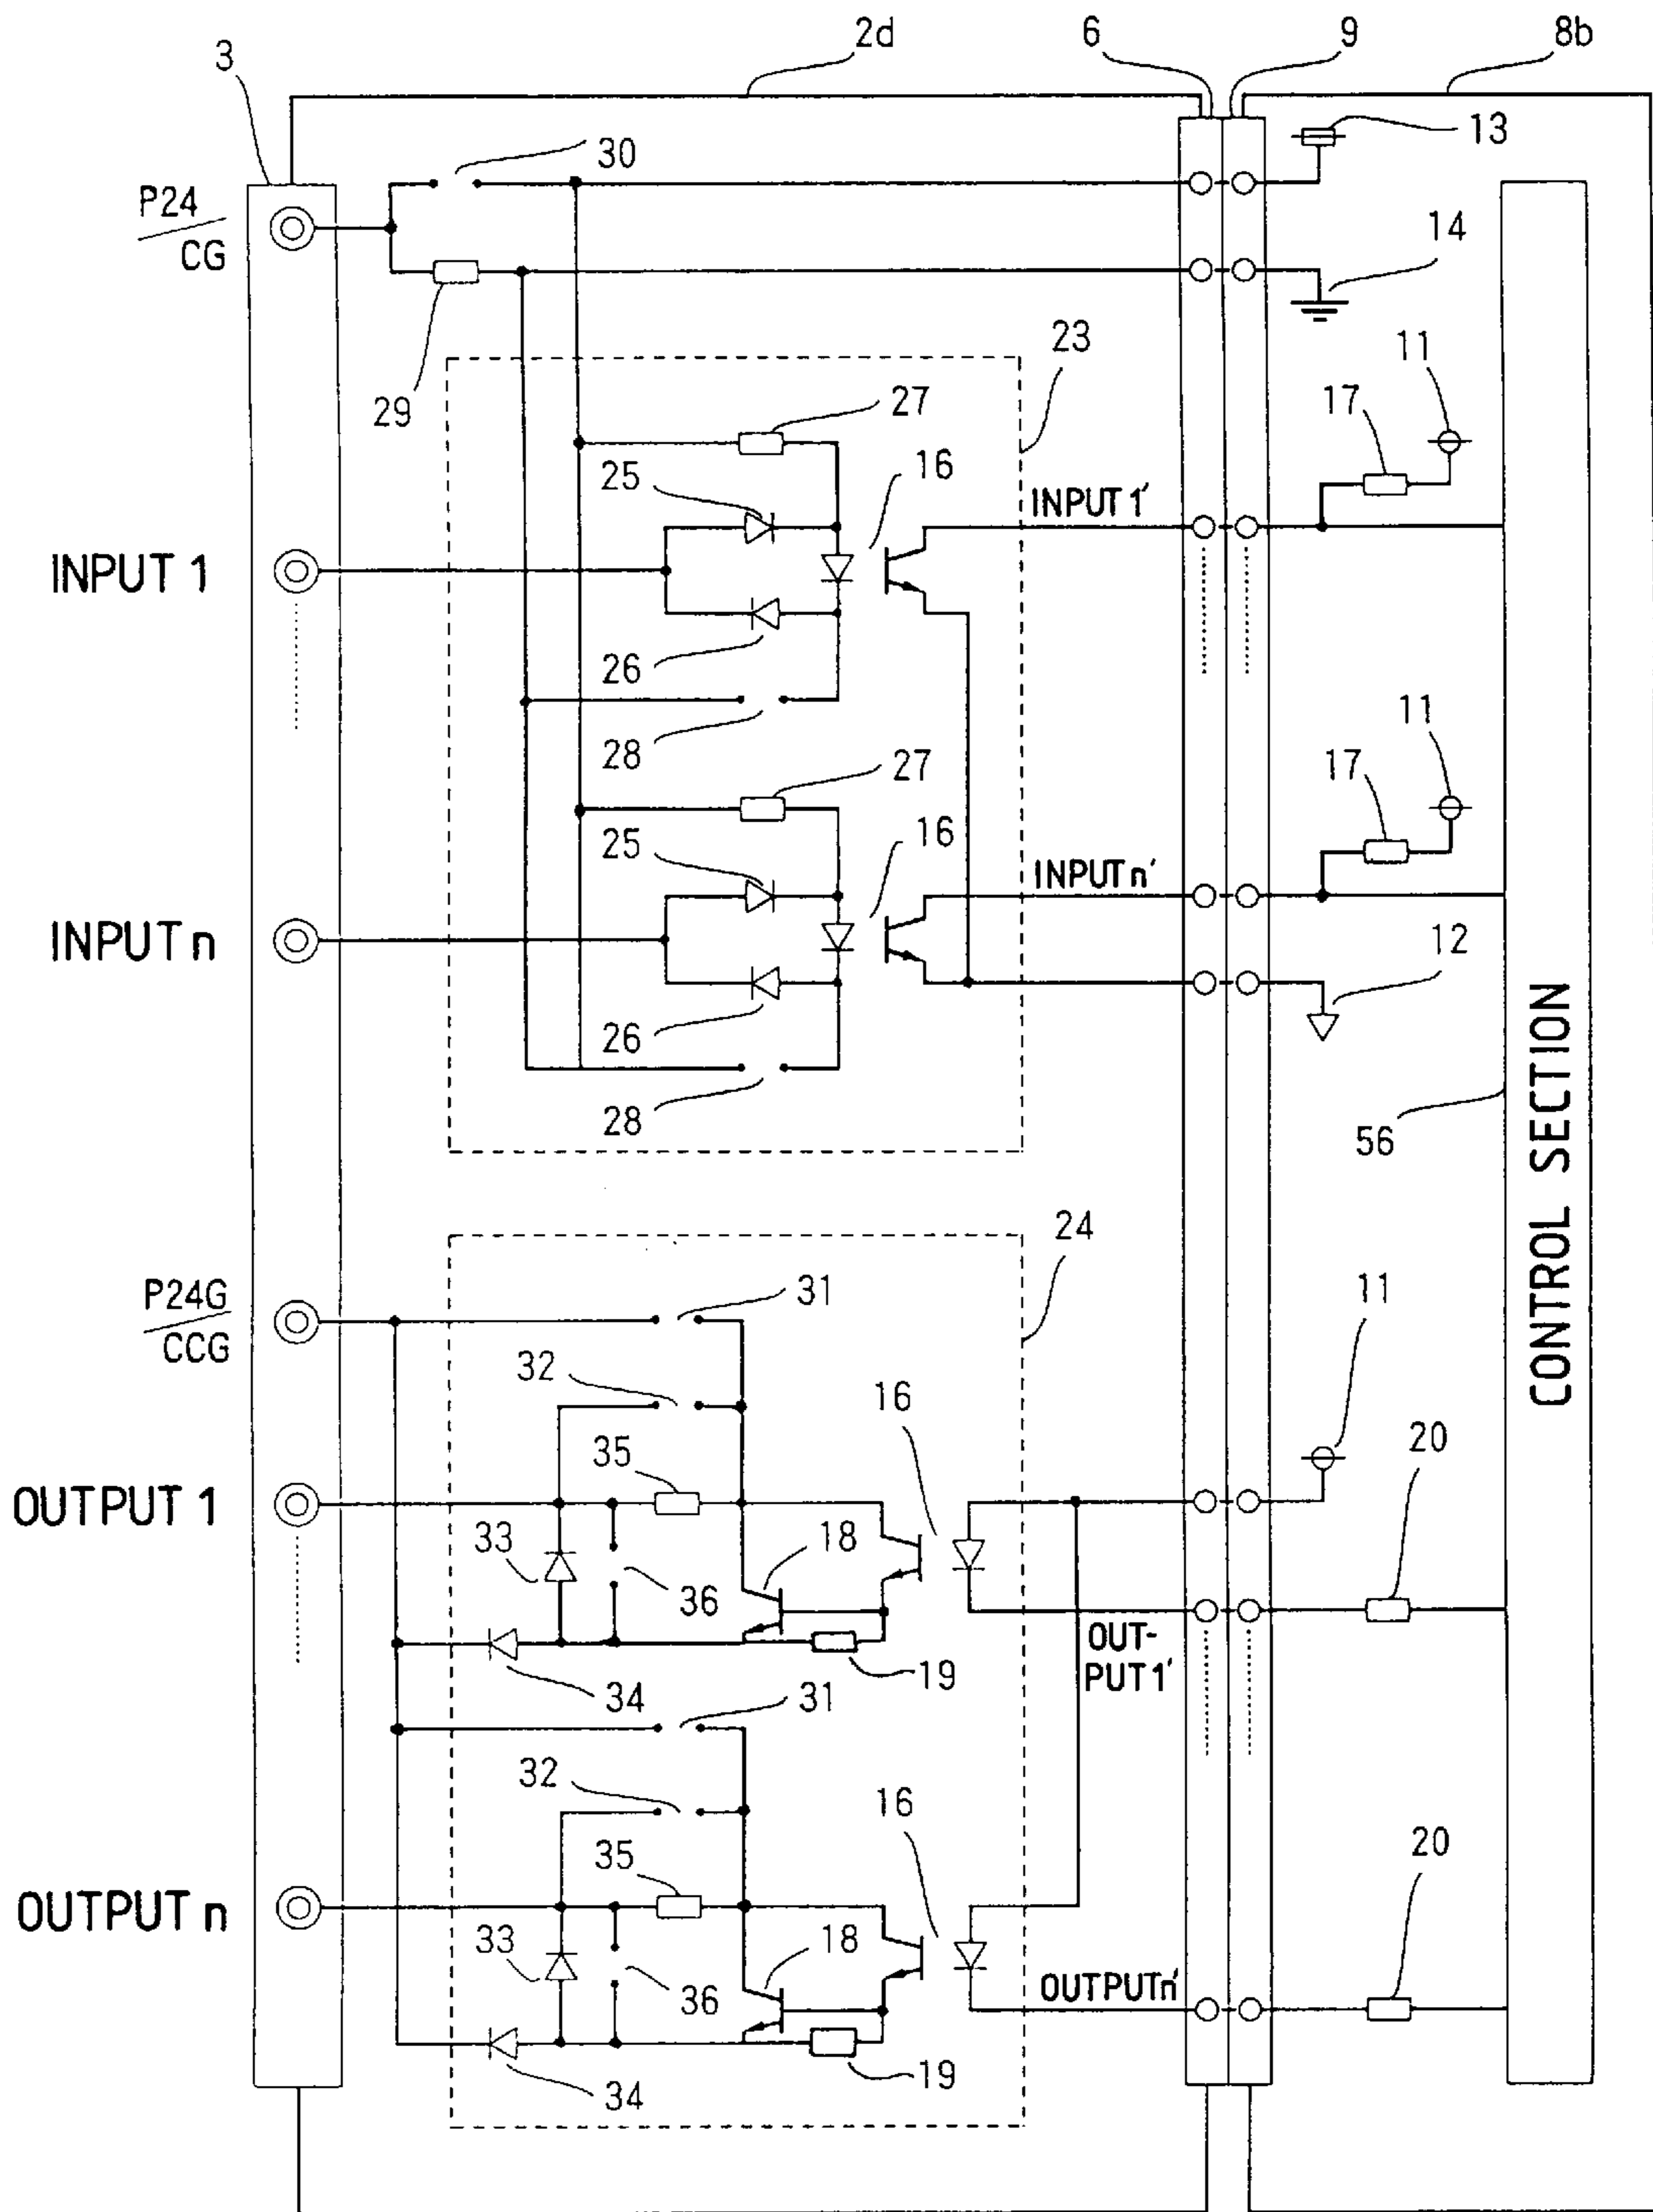 2d
6
9
8b
3
13
30
P24
CG
14
29
23
11
27
17
25
16
INPUT 1'
INPUT 1
26
28
11
27
17
25
16
INPUT n'
INPUT n
12
26
28
56
CONTROL SECTION
24
P24G
CCG
31
11
32
16
20
35
OUTPUT 1
33
18
36
OUT-
PUT 1'
19
34
31
32
16
35
20
OUTPUT n
33
18
36
OUTPUT n'
19
34